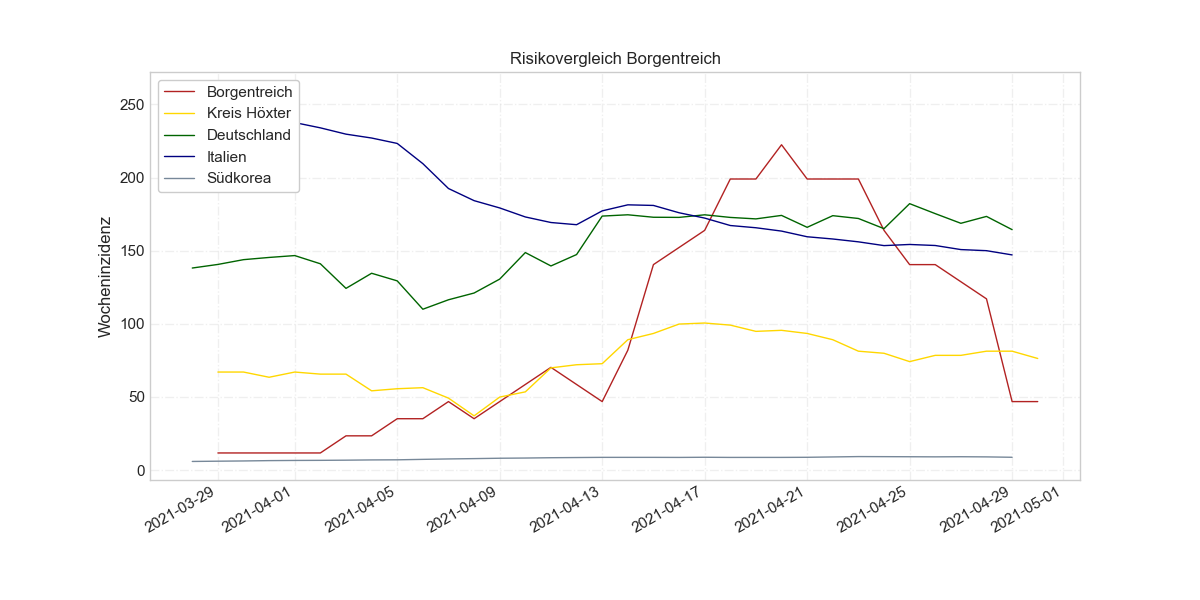 Risikovergleich Borgentreich
Borgentreich
Kreis Höxter
Deutschland
Italien
Südkorea
Wocheninzidenz
250
200
150
100
50
0
2021-03-29
2021-04-01
2021-04-05
2021-04-09
2021-04-13
2021-04-17
2021-04-21
2021-04-25
2021-04-29
2021-05-01